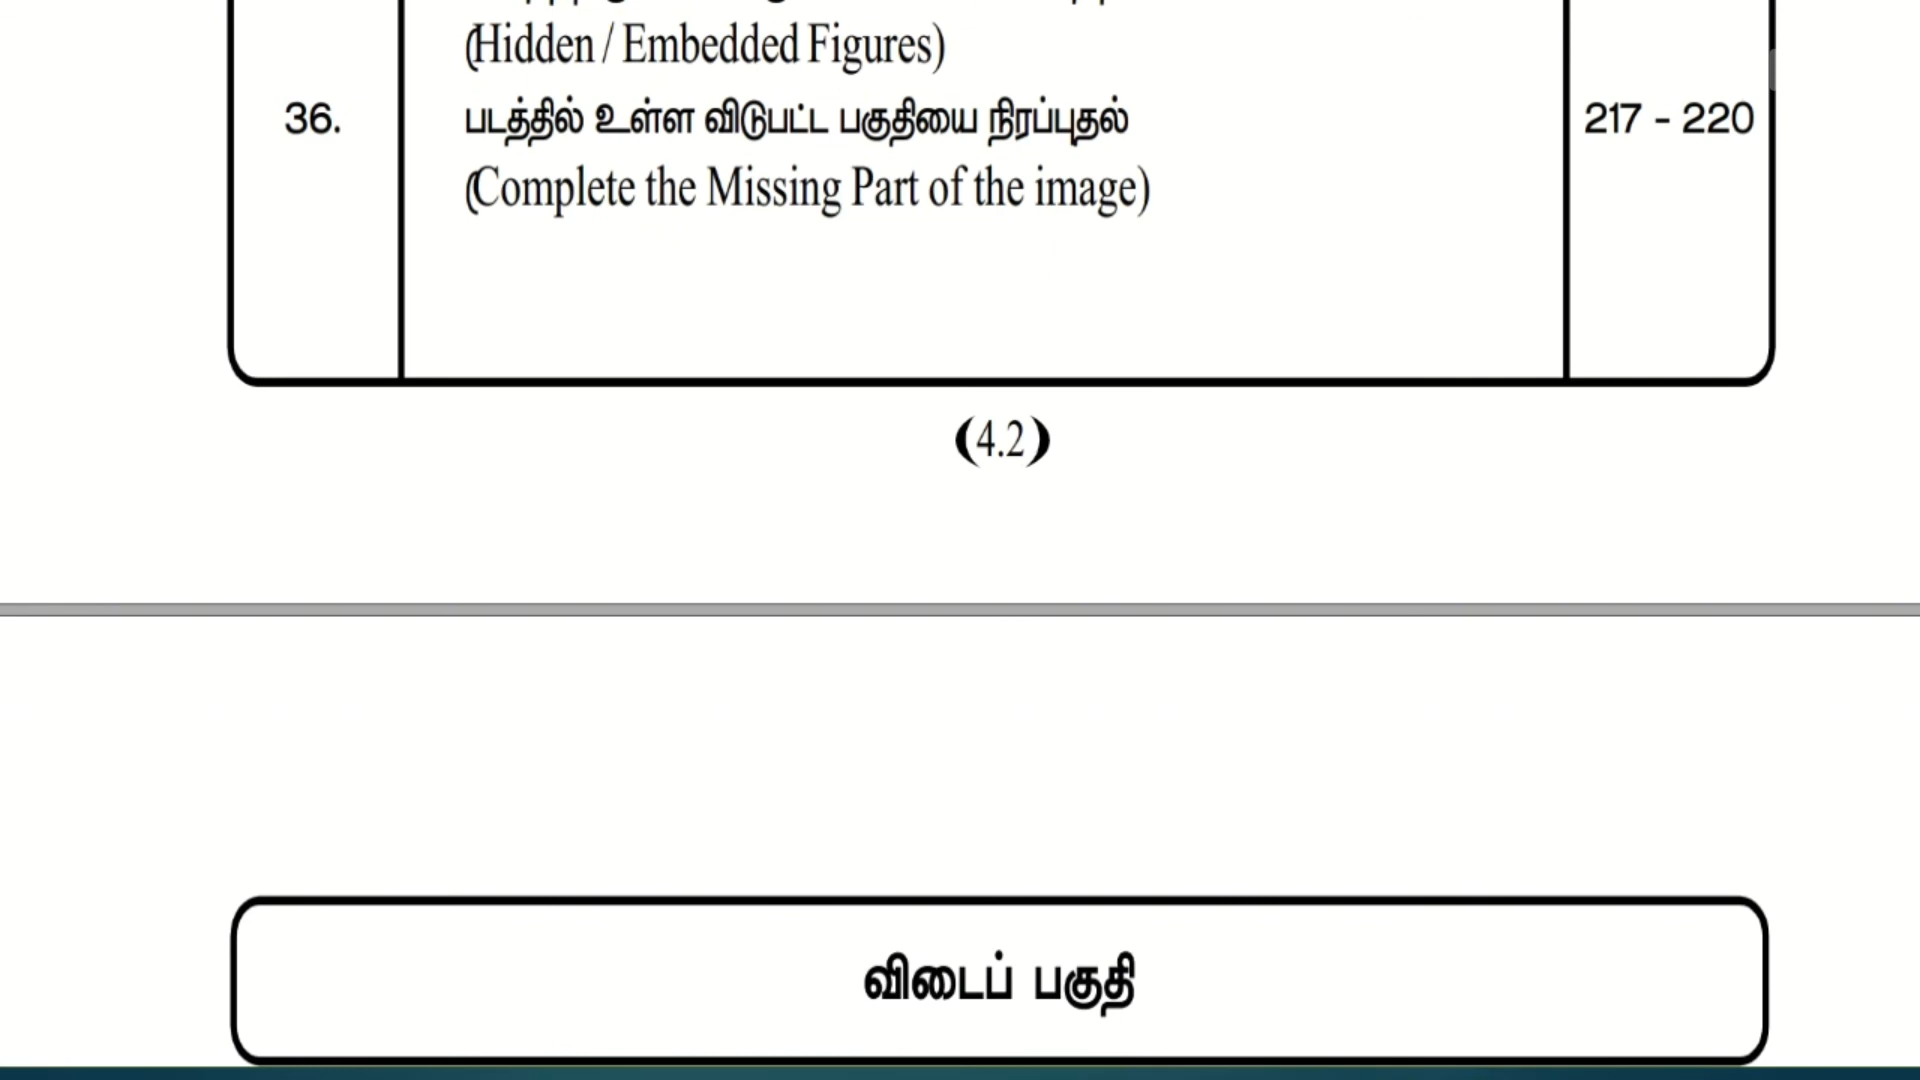 (Hidden / Embedded Figures)
36. படத்தில் உள்ள விடுபட்ட பகுதியை நிரப்புதல் 217 - 220
(Complete the Missing Part of the image)
(4.2)
விடைப் பகுதி